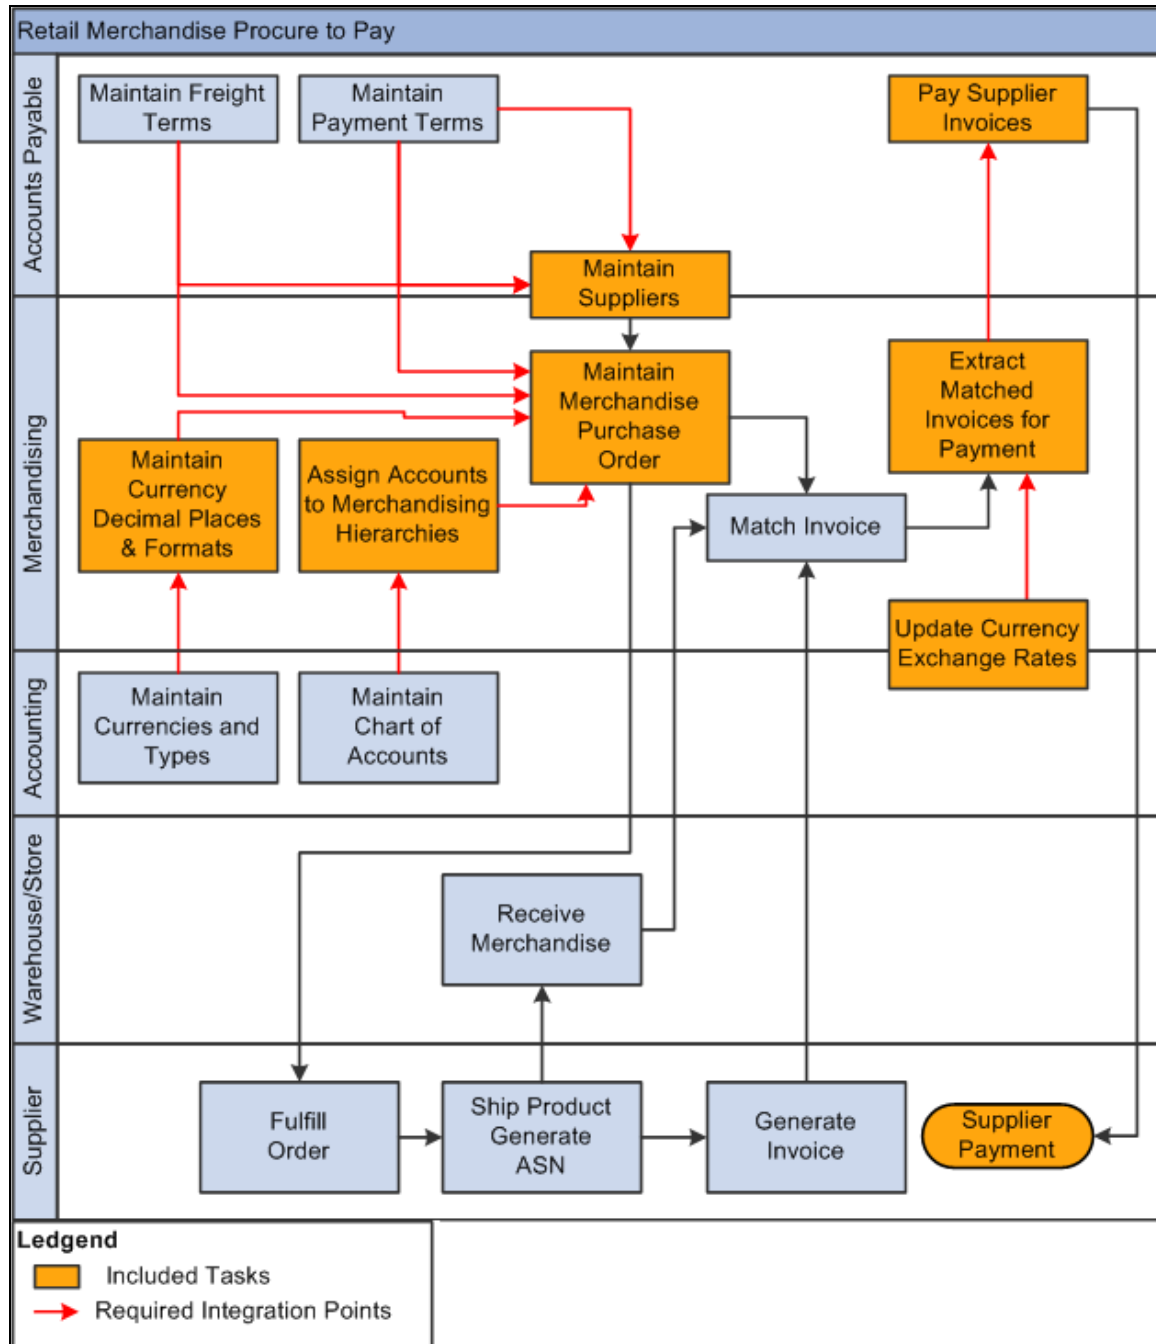 Retail Merchandise Procure to Pay
Accounts Payable
Maintain Freight
Terms
Maintain
Payment Terms
Pay Supplier
Invoices
Maintain
Suppliers
Merchandising
Maintain
Merchandise
Purchase
Order
Extract
Matched
Invoices for
Payment
Maintain
Currency
Decimal Places
& Formats
Assign Accounts
to Merchandising
Hierarchies
Match Invoice
Update Currency
Exchange Rates
Accounting
Maintain
Currencies and
Types
Maintain
Chart of
Accounts
Warehouse/Store
Receive
Merchandise
Supplier
Fulfill
Order
Ship Product
Generate
ASN
Generate
Invoice
Supplier
Payment
Ledgend
Included Tasks
Required Integration Points